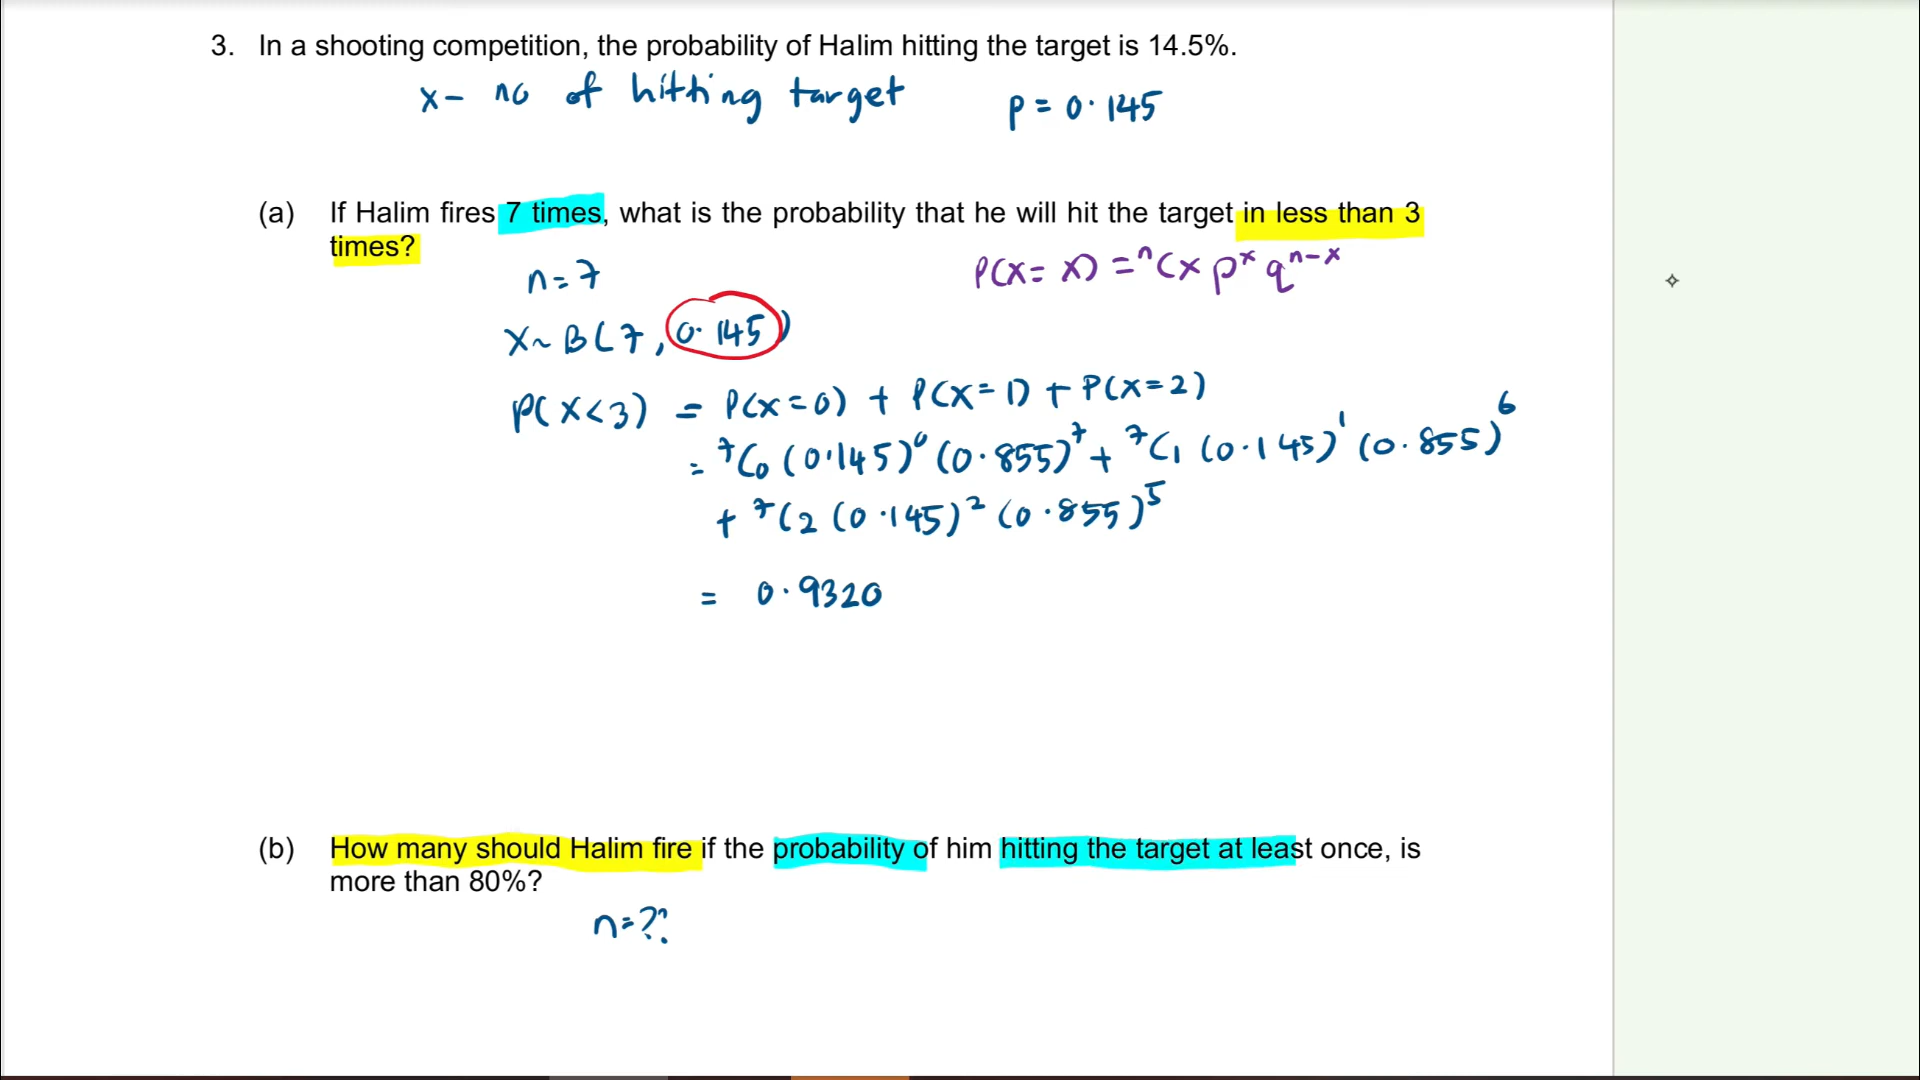 3. In a shooting competition, the probability of Halim hitting the target is 14.5%.
x - no of hitting target p = 0.145
(a) If Halim fires 7 times, what is the probability that he will hit the target in less than 3
times?
n = 7
P(X = x) = ⁿCx pˣ qⁿ⁻ˣ
X ~ B(7, 0.145)
P(X < 3) = P(X = 0) + P(X = 1) + P(X = 2)
= ⁷C₀ (0.145)⁰ (0.855)⁷ + ⁷C₁ (0.145)¹ (0.855)⁶
+ ⁷C₂ (0.145)² (0.855)⁵
= 0.9320
(b) How many should Halim fire if the probability of him hitting the target at least once, is
more than 80%?
n = ??